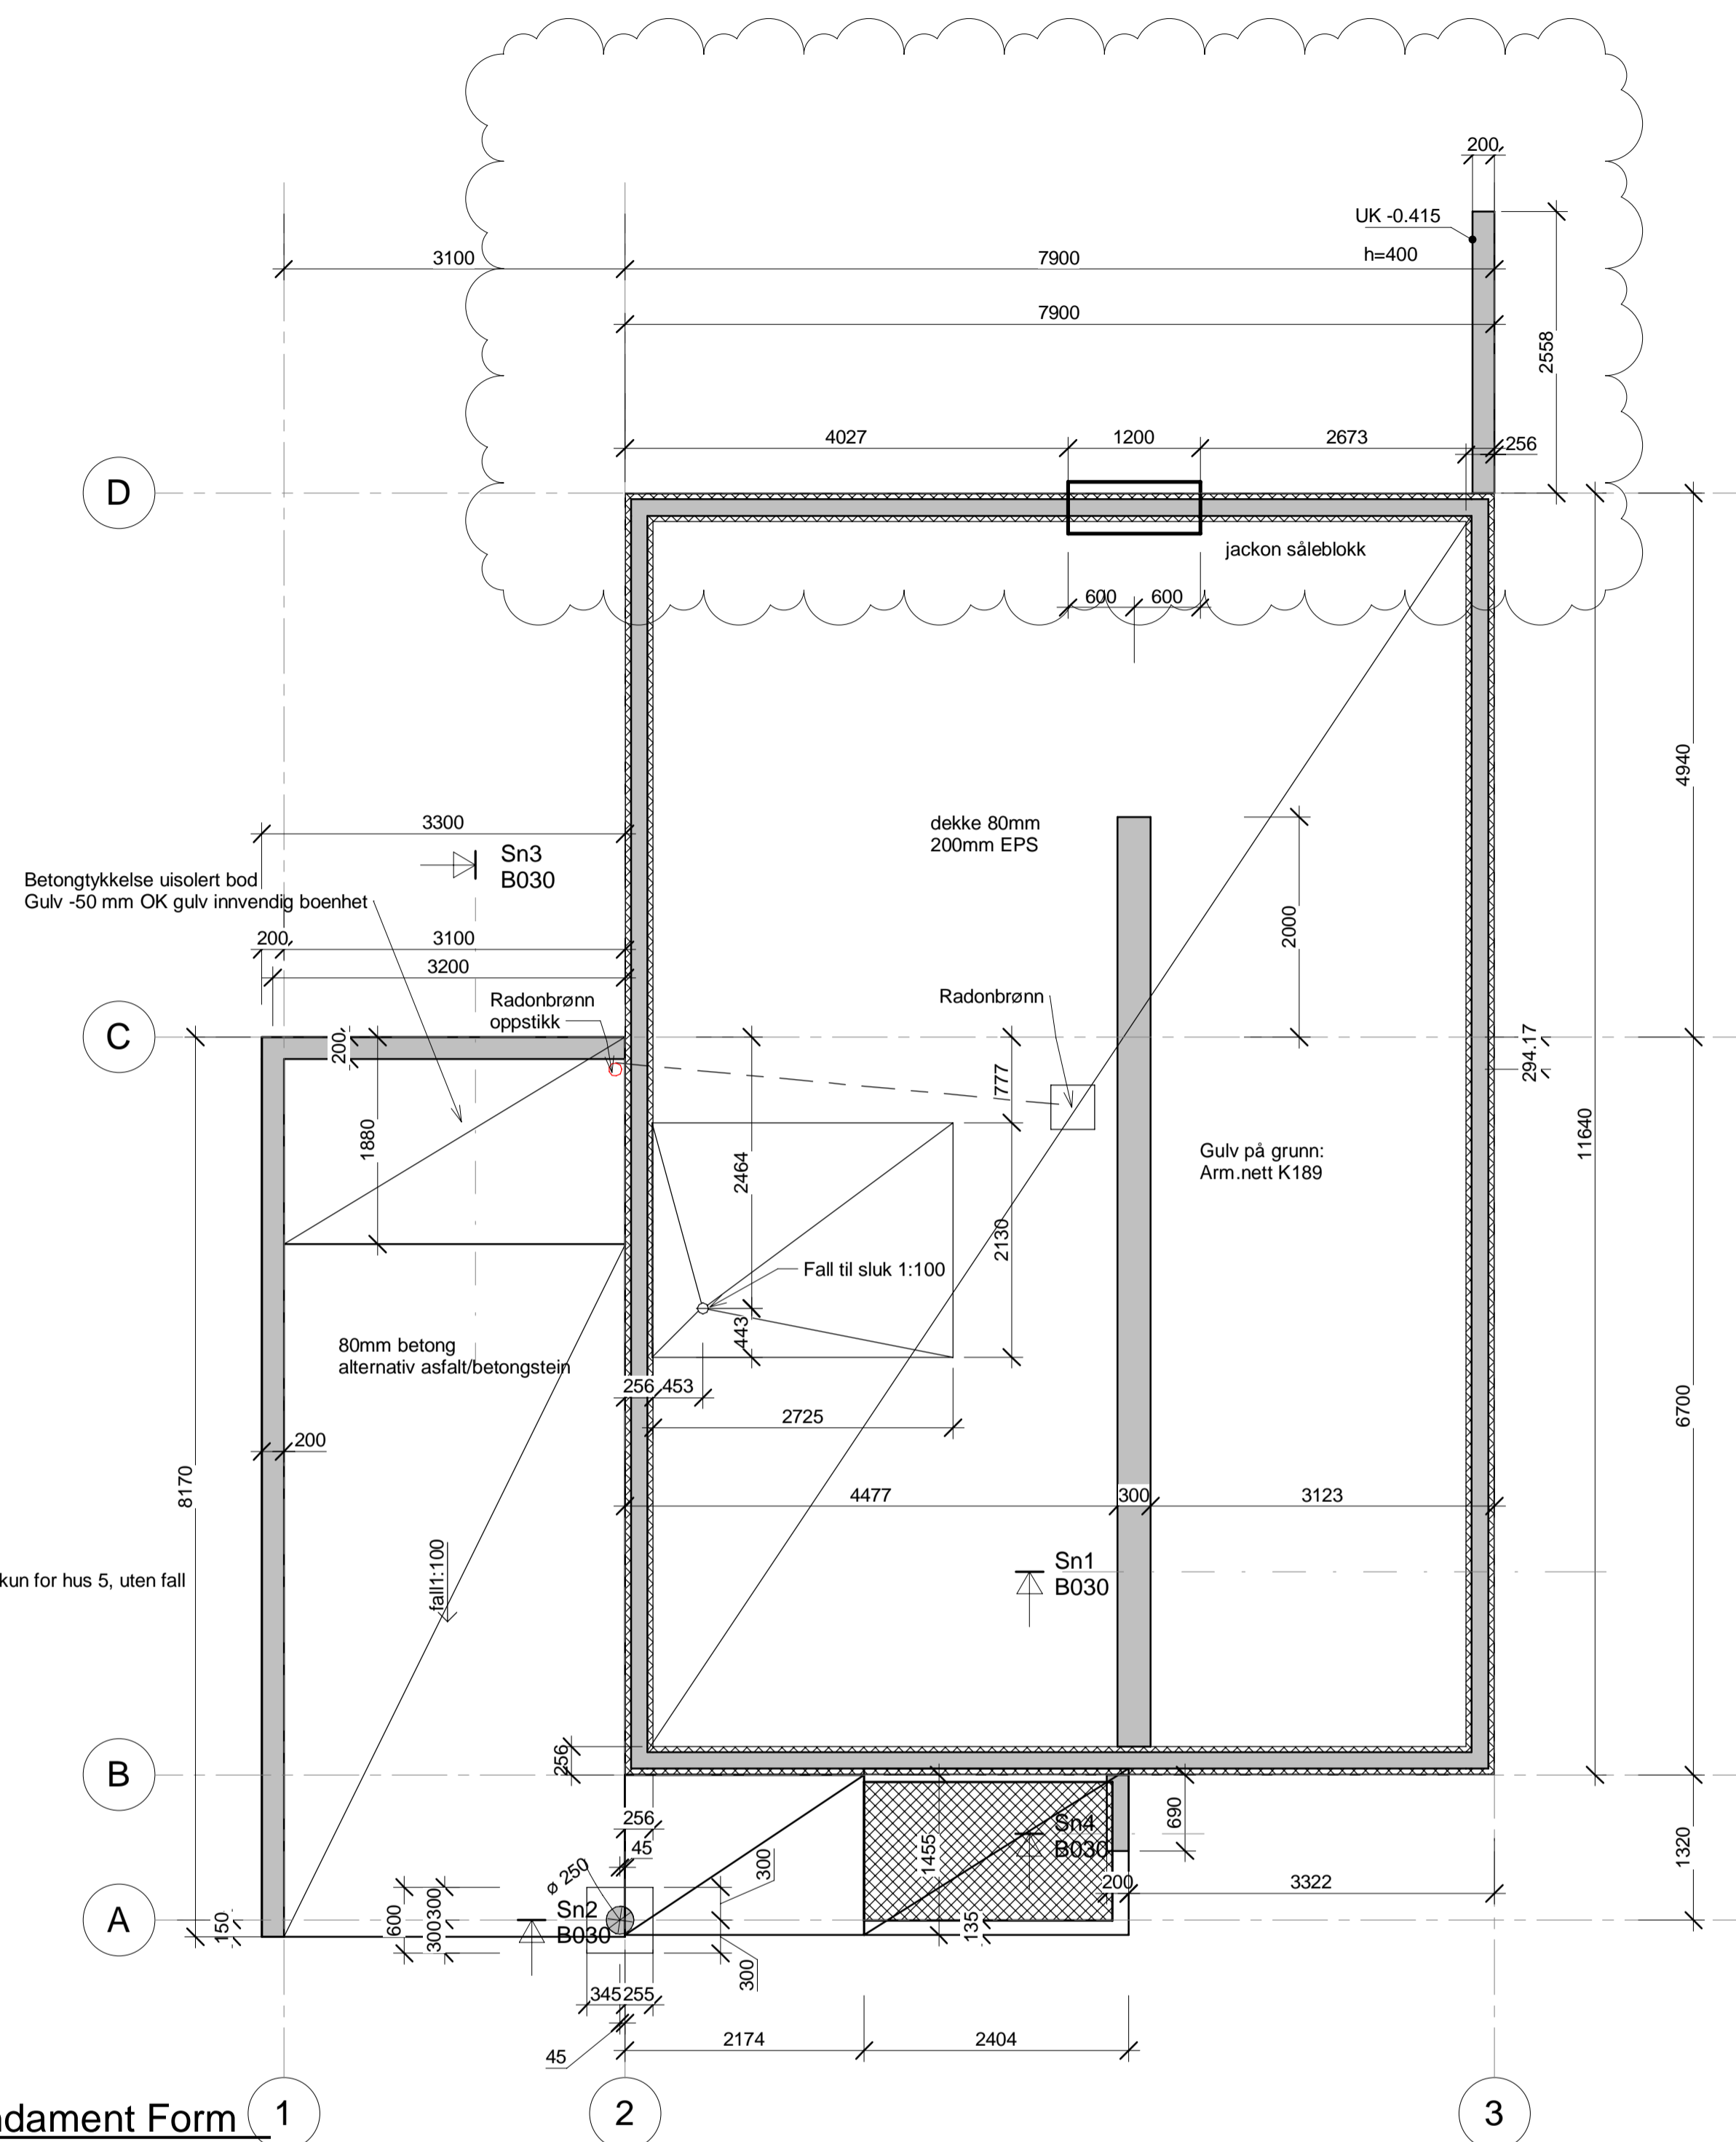 200
UK -0.415
h=400
3100
7900
7900
2558
4027
1200
2673
256
D
jackon såleblokk
600
600
4940
3300
Sn3
B030
dekke 80mm
200mm EPS
Betongtykkelse uisolert bod
Gulv -50 mm OK gulv innvendig boenhet
2000
200
3100
3200
Radonbrønn
oppstikk
Radonbrønn
C
200
777
294.17
1880
2464
11640
Gulv på grunn:
Arm.nett K189
2130
Fall til sluk 1:100
443
80mm betong
alternativ asfalt/betongstein
256
453
2725
6700
200
8170
4477
300
3123
fall1:100
Sn1
B030
kun for hus 5, uten fall
256
B
256
45
690
Sn4
B030
1455
1320
ø 250
300
200
3322
A
150
600
300
300
Sn2
B030
135
300
345
255
45
2174
2404
1
2
3
dament Form